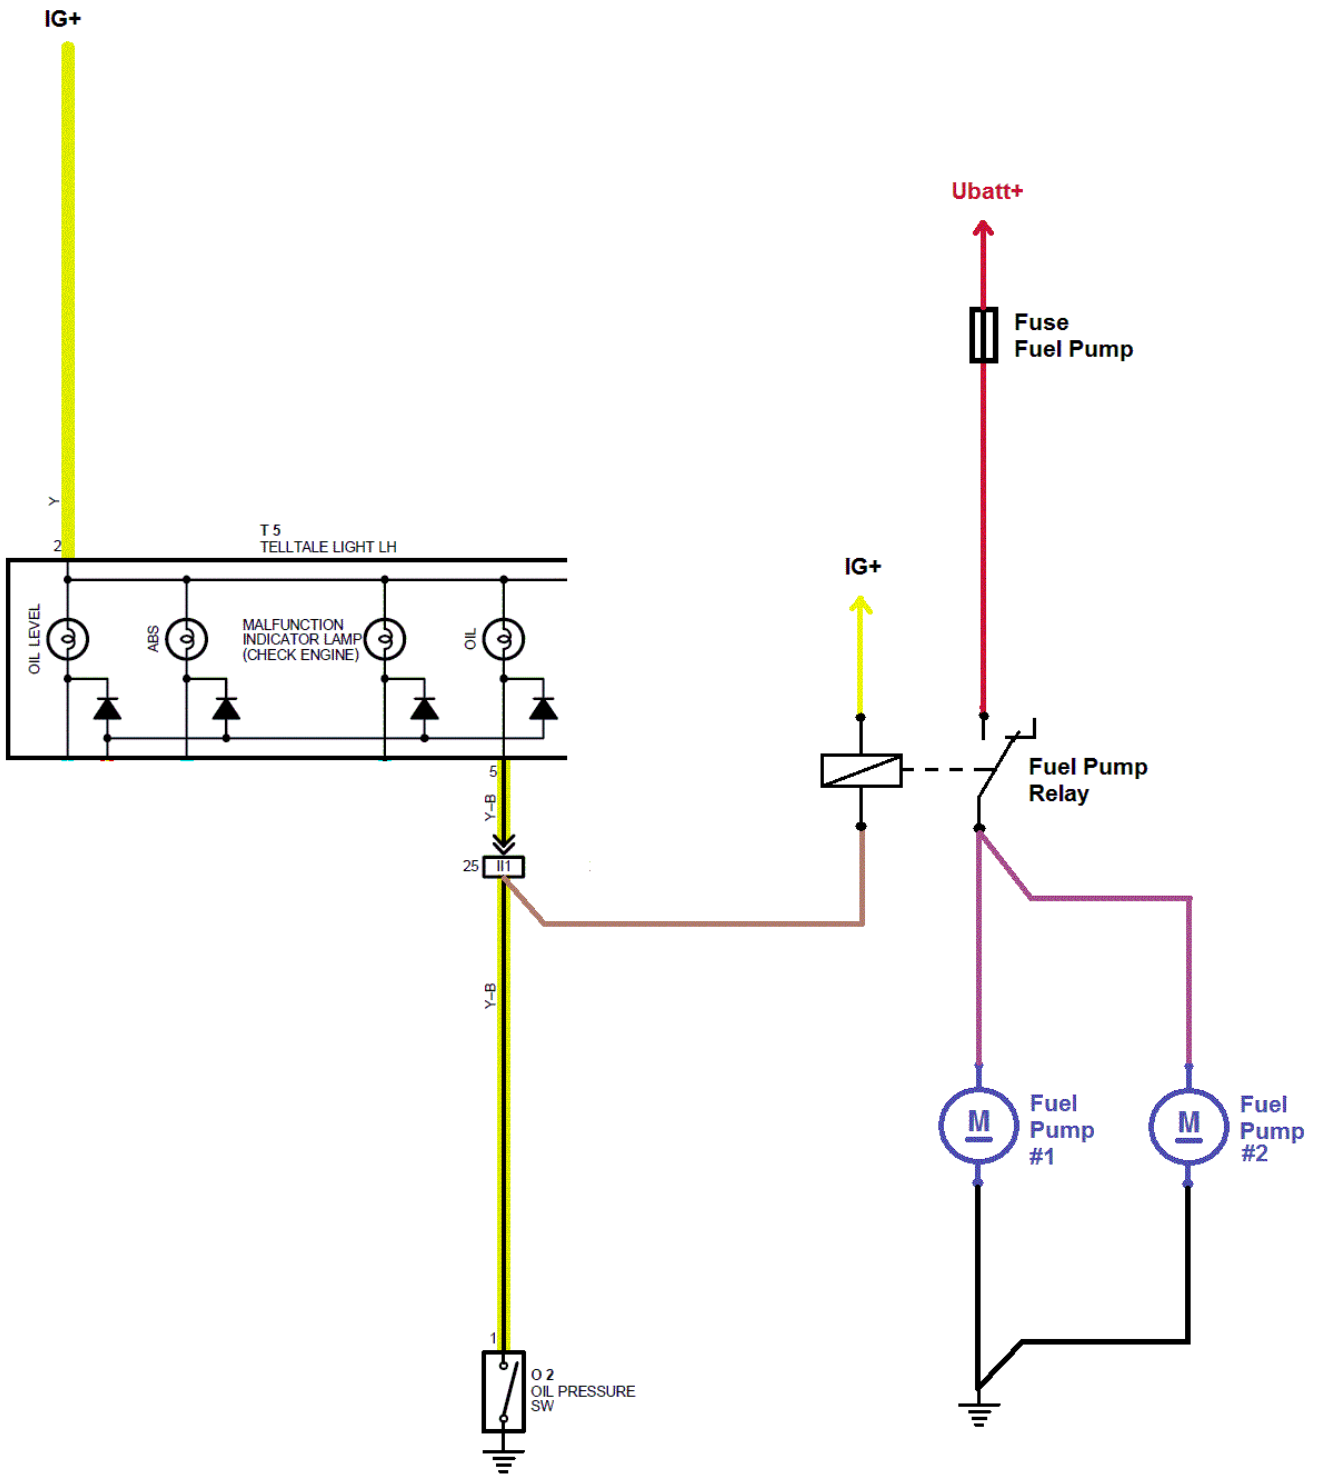 IG+
Ubatt+
Fuse
Fuel Pump
Y
2
T 5
TELLTALE LIGHT LH
IG+
OIL LEVEL
ABS
MALFUNCTION
INDICATOR LAMP
(CHECK ENGINE)
OIL
Fuel Pump
Relay
5
Y-B
25
II1
Y-B
M
Fuel
Pump
#1
M
Fuel
Pump
#2
1
O 2
OIL PRESSURE
SW